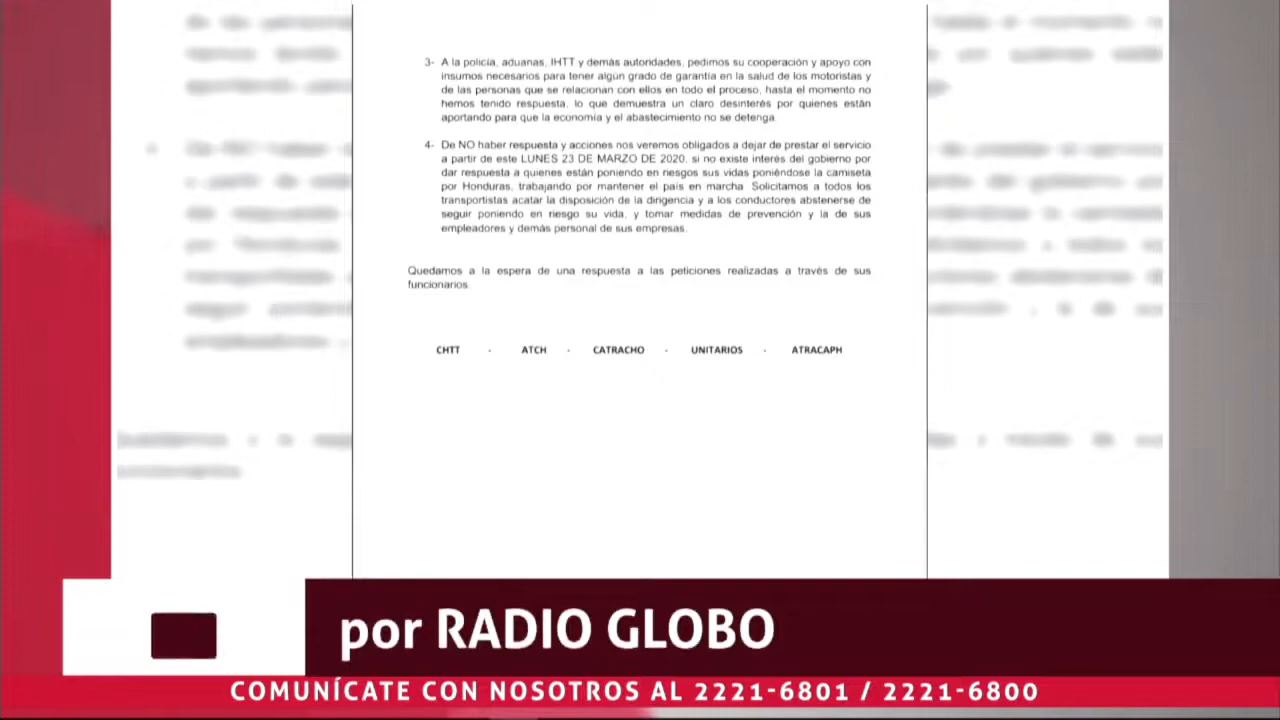 3- A la policía, aduanas, IHTT y demás autoridades, pedimos su cooperación y apoyo con
insumos necesarios para tener algún grado de garantía en la salud de los motoristas y
de las personas que se relacionan con ellos en todo el proceso, hasta el momento no
hemos tenido respuesta, lo que demuestra un claro desinterés por quienes están
aportando para que la economía y el abastecimiento no se detenga.
4- De NO haber respuesta y acciones nos veremos obligados a dejar de prestar el servicio
a partir de este LUNES 23 DE MARZO DE 2020, si no existe interés del gobierno por
dar respuesta a quienes están poniendo en riesgos sus vidas poniéndose la camiseta
por Honduras, trabajando por mantener el país en marcha. Solicitamos a todos los
transportistas acatar la disposición de la dirigencia y a los conductores abstenerse de
seguir poniendo en riesgo su vida, y tomar medidas de prevención y la de sus
empleadores y demás personal de sus empresas.
Quedamos a la espera de una respuesta a las peticiones realizadas a través de sus
funcionarios.
CHTT - ATCH - CATRACHO - UNITARIOS - ATRACAPH
por RADIO GLOBO
COMUNÍCATE CON NOSOTROS AL 2221-6801 / 2221-6800